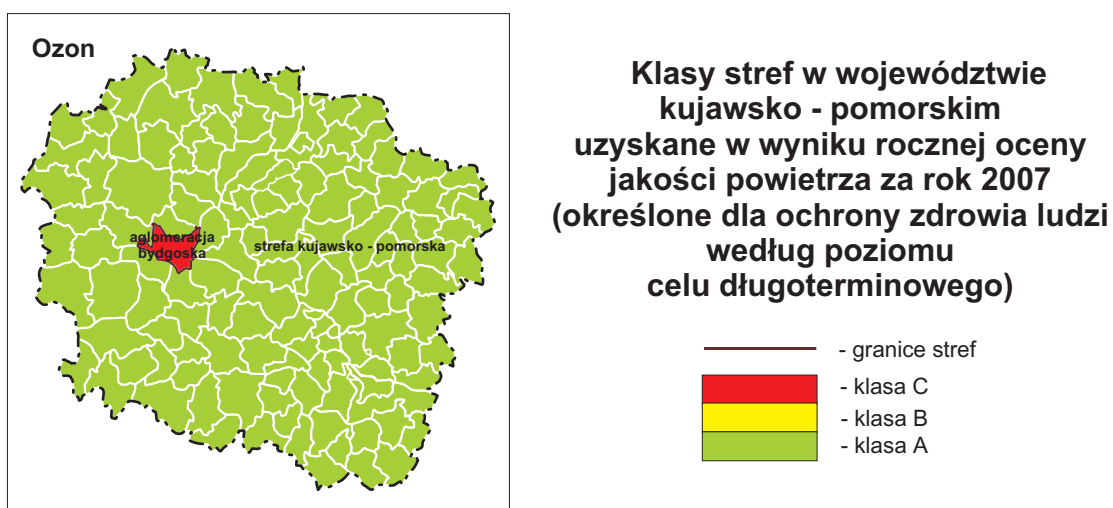 Ozon
aglomeracja
bydgoska
strefa kujawsko - pomorska
Klasy stref w województwie
kujawsko - pomorskim
uzyskane w wyniku rocznej oceny
jakości powietrza za rok 2007
(określone dla ochrony zdrowia ludzi
według poziomu
celu długoterminowego)
- granice stref
- klasa C
- klasa B
- klasa A